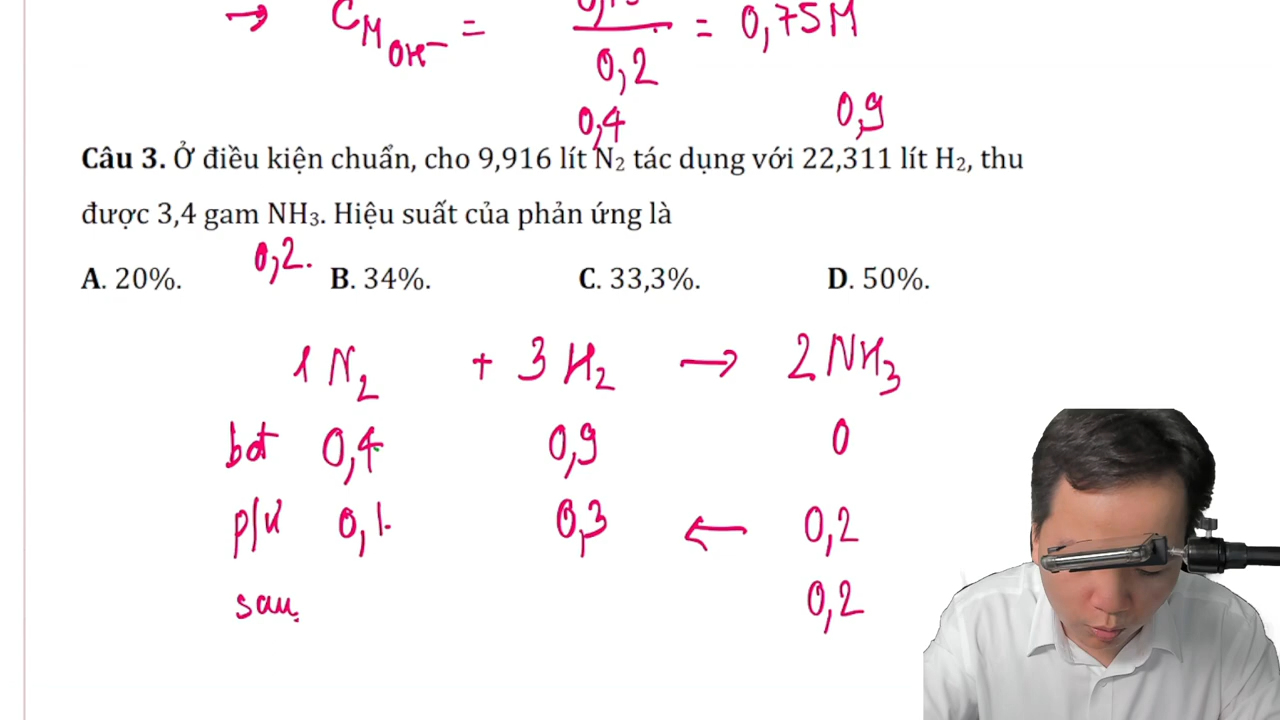 → CM OH⁻ = / 0,2 = 0,75M
0,4 0,9
Câu 3. Ở điều kiện chuẩn, cho 9,916 lít N₂ tác dụng với 22,311 lít H₂, thu
được 3,4 gam NH₃. Hiệu suất của phản ứng là
0,2.
A. 20%. B. 34%. C. 33,3%. D. 50%.
1 N₂ + 3 H₂ → 2 NH₃
bđ 0,4 0,9 0
p/ư 0,1. 0,3 ← 0,2
sau 0,2